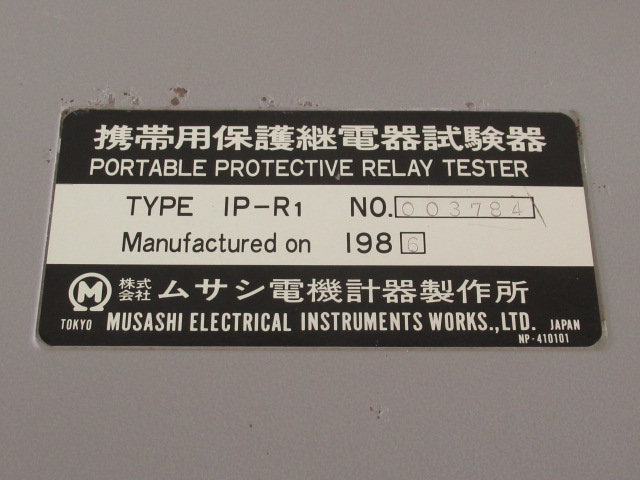 携帯用保護継電器試験器
PORTABLE PROTECTIVE RELAY TESTER
TYPE IP-R1 NO. 003784
Manufactured on 1986
M 株式会社 ムサシ電機計器製作所
TOKYO MUSASHI ELECTRICAL INSTRUMENTS WORKS.,LTD. JAPAN
NP-410101